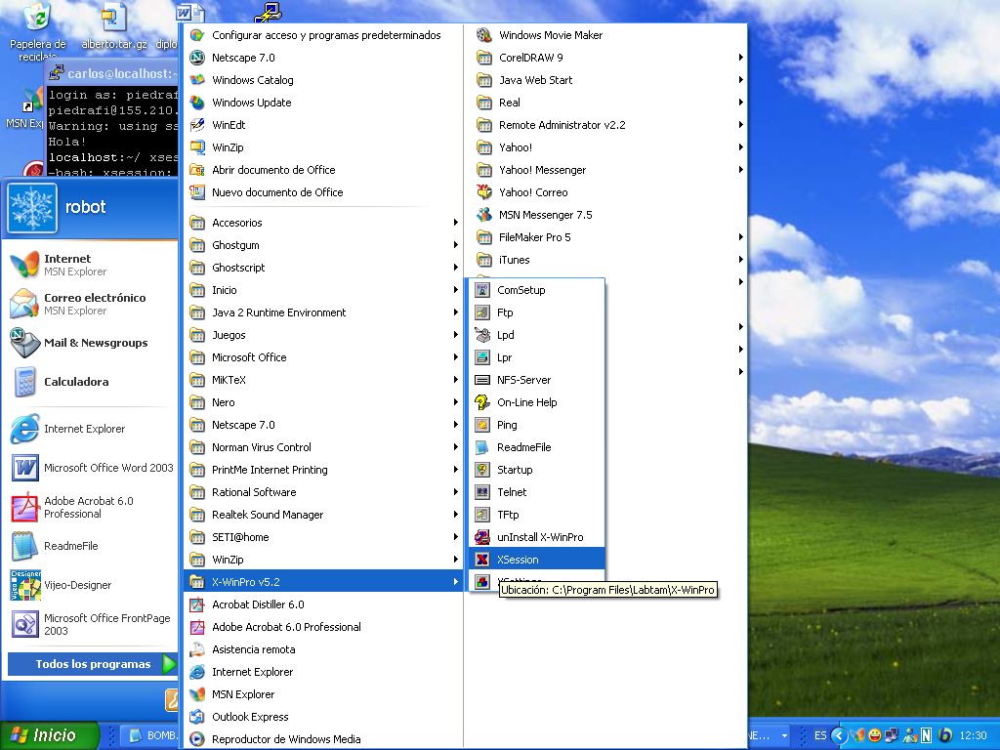 Papelera de
reciclaje
alberto.tar.gz
diplo
carlos@localhost:~
login as: piedrafi
piedrafi@155.210.
Warning: using ss
Hola!
localhost:~/ xses
-bash: xsession:
MSN Exp
robot
Internet
MSN Explorer
Correo electrónico
MSN Explorer
Mail & Newsgroups
Calculadora
Internet Explorer
Microsoft Office Word 2003
Adobe Acrobat 6.0
Professional
ReadmeFile
Vijeo-Designer
Microsoft Office FrontPage
2003
Todos los programas
Configurar acceso y programas predeterminados
Netscape 7.0
Windows Catalog
Windows Update
WinEdt
WinZip
Abrir documento de Office
Nuevo documento de Office
Accesorios
Ghostgum
Ghostscript
Inicio
Java 2 Runtime Environment
Juegos
Microsoft Office
MiKTeX
Nero
Netscape 7.0
Norman Virus Control
PrintMe Internet Printing
Rational Software
Realtek Sound Manager
SETI@home
WinZip
X-WinPro v5.2
Acrobat Distiller 6.0
Adobe Acrobat 6.0 Professional
Asistencia remota
Internet Explorer
MSN Explorer
Outlook Express
Reproductor de Windows Media
Windows Movie Maker
CorelDRAW 9
Java Web Start
Real
Remote Administrator v2.2
Yahoo!
Yahoo! Messenger
Yahoo! Correo
MSN Messenger 7.5
FileMaker Pro 5
iTunes
ComSetup
Ftp
Lpd
Lpr
NFS-Server
On-Line Help
Ping
ReadmeFile
Startup
Telnet
TFtp
unInstall X-WinPro
XSession
Ubicación: C:\Program Files\Labtam\X-WinPro
Inicio
BOMB
NE...
ES
12:30